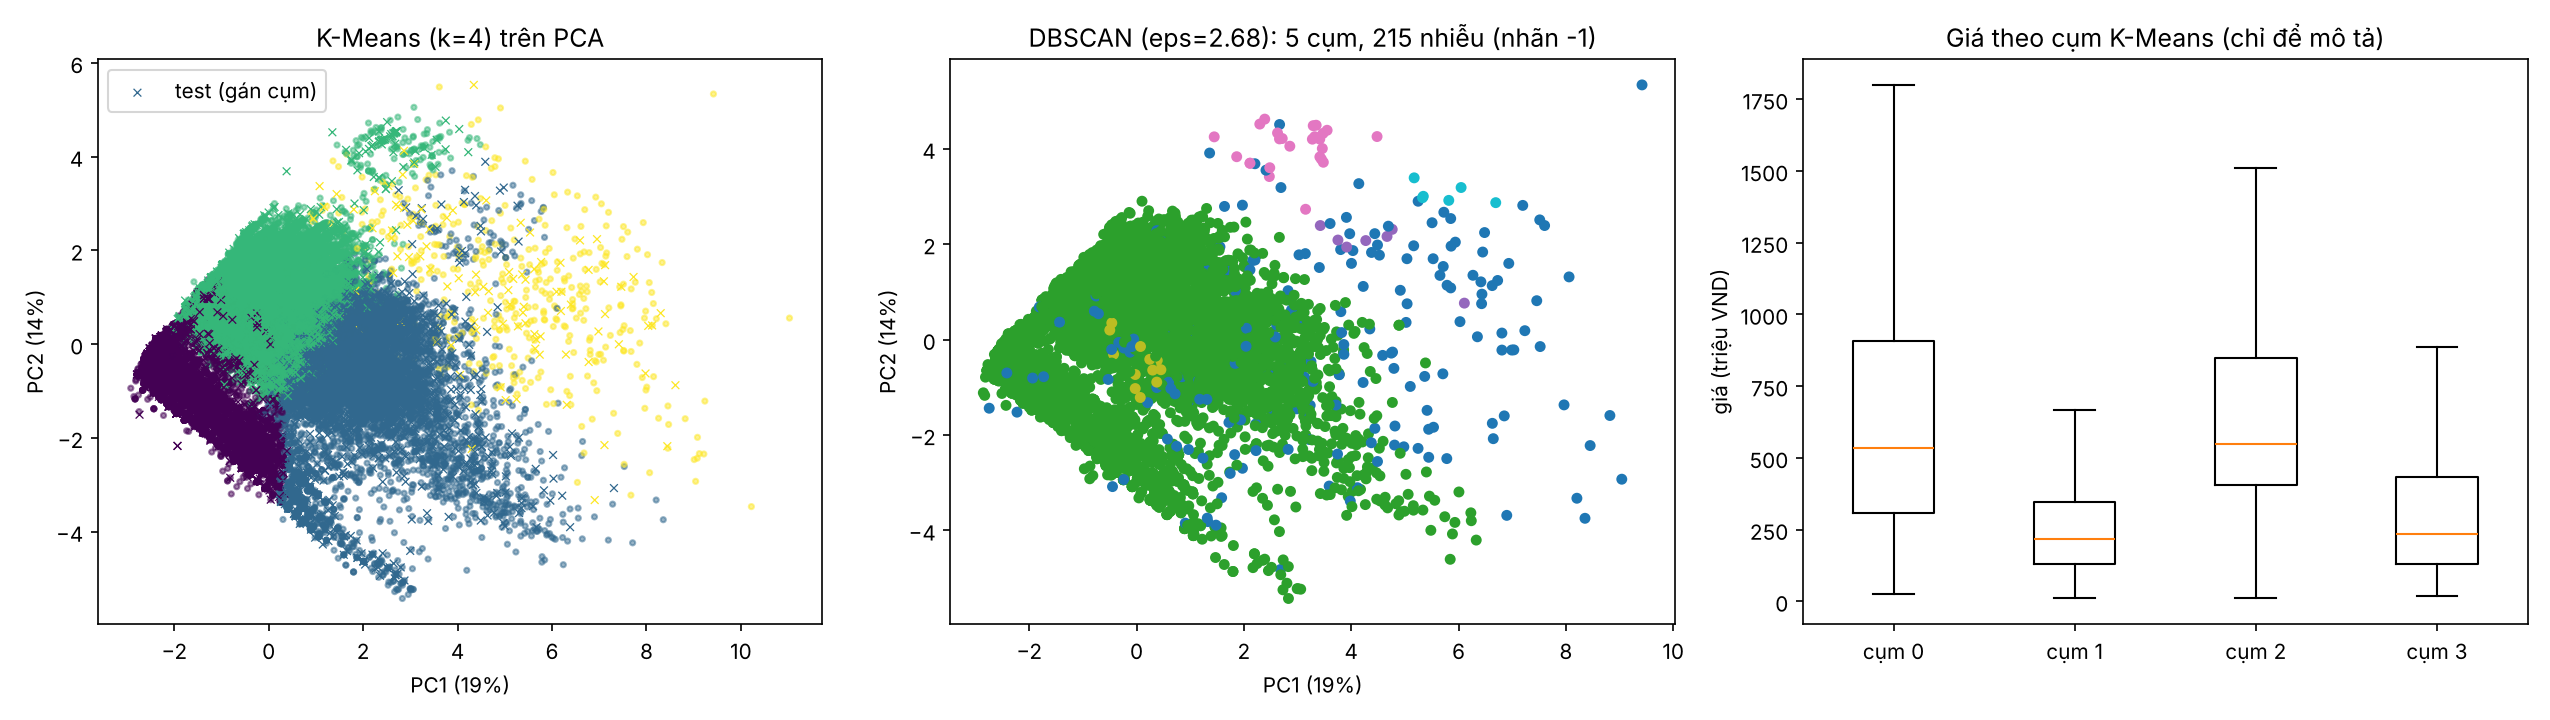 K-Means (k=4) trên PCA
6
4
2
0
−2
−4
PC2 (14%)
test (gán cụm)
−2
0
2
4
6
8
10
PC1 (19%)
DBSCAN (eps=2.68): 5 cụm, 215 nhiễu (nhãn -1)
4
2
0
−2
−4
PC2 (14%)
−2
0
2
4
6
8
10
PC1 (19%)
Giá theo cụm K-Means (chỉ để mô tả)
1750
1500
1250
1000
750
500
250
0
giá (triệu VND)
cụm 0
cụm 1
cụm 2
cụm 3